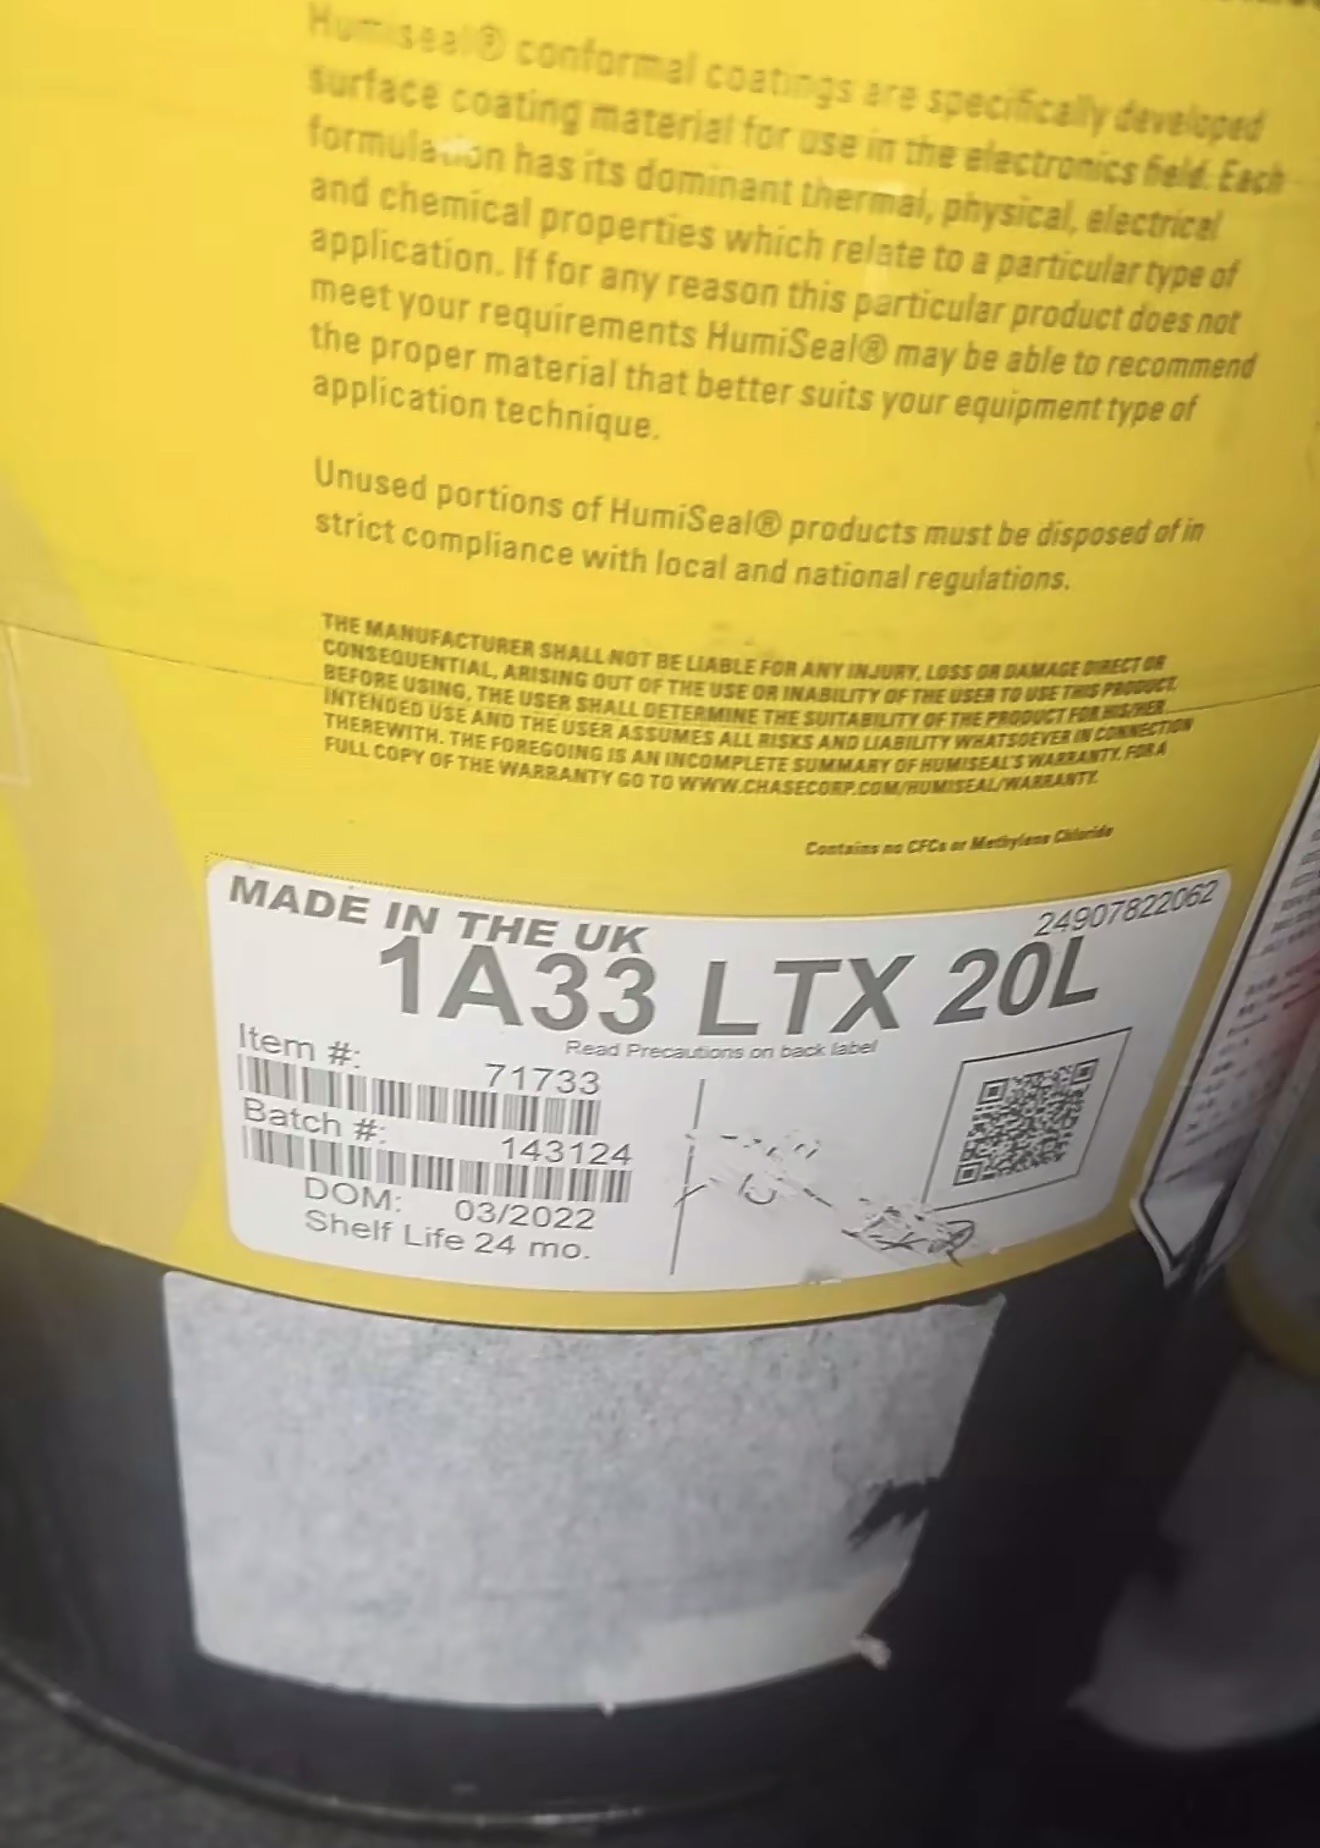 Humiseal® conformal coatings are specifically developed
surface coating material for use in the electronics field. Each
formulation has its dominant thermal, physical, electrical
and chemical properties which relate to a particular type of
application. If for any reason this particular product does not
meet your requirements HumiSeal® may be able to recommend
the proper material that better suits your equipment type of
application technique.
Unused portions of HumiSeal® products must be disposed of in
strict compliance with local and national regulations.
THE MANUFACTURER SHALL NOT BE LIABLE FOR ANY INJURY, LOSS OR DAMAGE DIRECT OR
CONSEQUENTIAL, ARISING OUT OF THE USE OR INABILITY OF THE USER TO USE THIS PRODUCT.
BEFORE USING, THE USER SHALL DETERMINE THE SUITABILITY OF THE PRODUCT FOR HIS/HER
INTENDED USE AND THE USER ASSUMES ALL RISKS AND LIABILITY WHATSOEVER IN CONNECTION
THEREWITH. THE FOREGOING IS AN INCOMPLETE SUMMARY OF HUMISEAL'S WARRANTY. FOR A
FULL COPY OF THE WARRANTY GO TO WWW.CHASECORP.COM/HUMISEAL/WARRANTY.
Contains no CFCs or Methylene Chloride
MADE IN THE UK
24907822062
1A33 LTX 20L
Read Precautions on back label
Item #:
71733
Batch #:
143124
DOM: 03/2022
Shelf Life 24 mo.